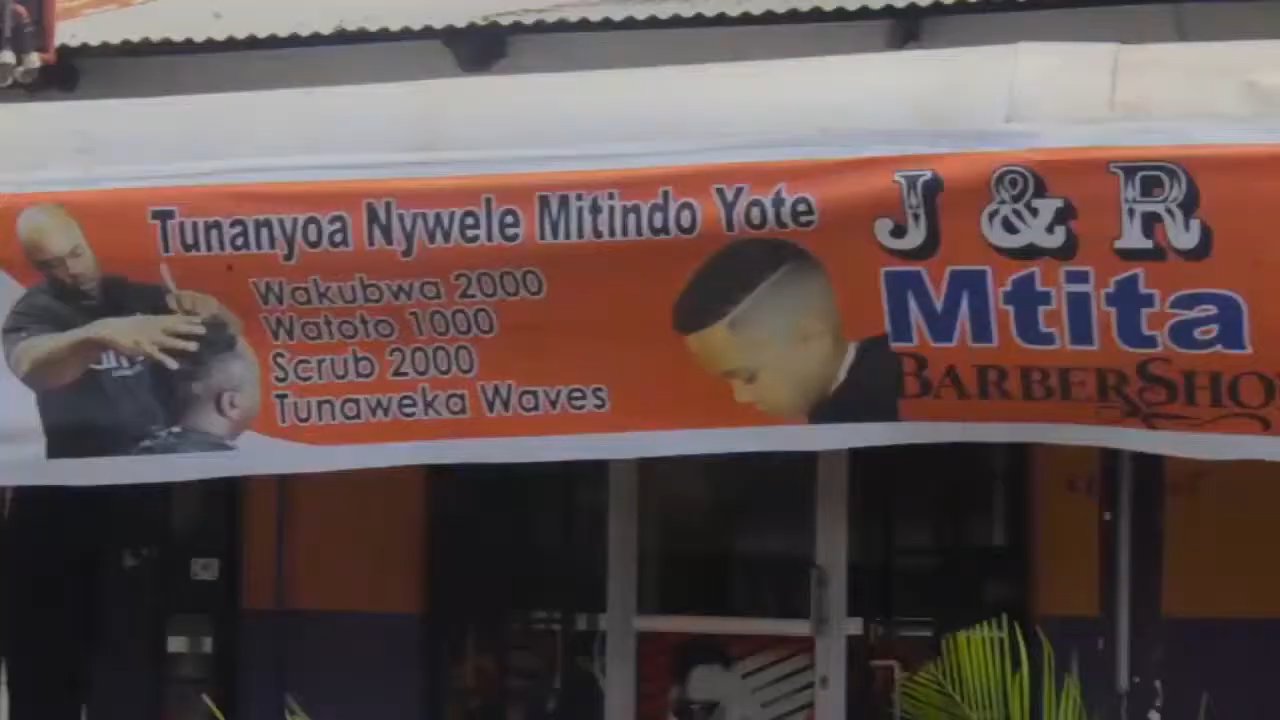 Tunanyoa Nywele Mitindo Yote
Wakubwa 2000
Watoto 1000
Scrub 2000
Tunaweka Waves
J & R
Mtita
BARBERSHO